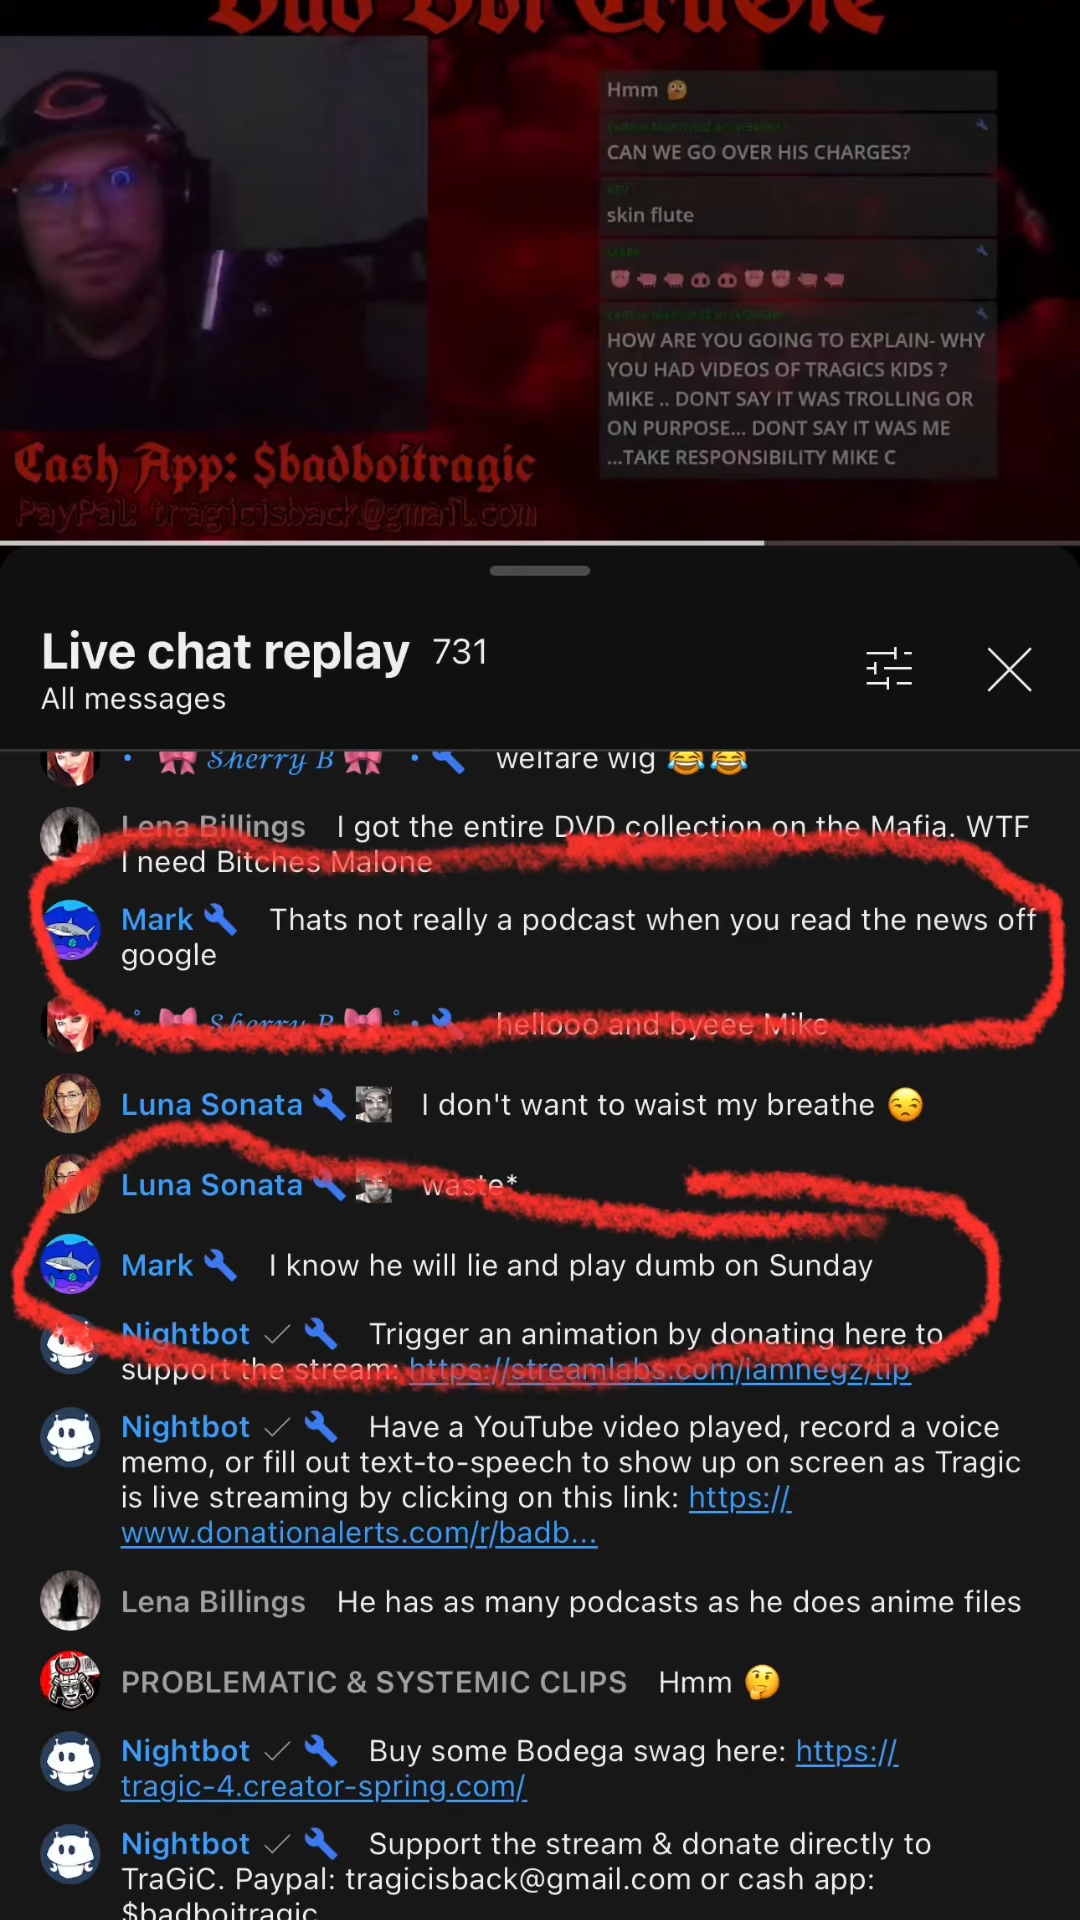 Bad Boi TraGiC
Hmm 🤔
CAN WE GO OVER HIS CHARGES?
KEV
skin flute
MARK
🐷🐖🐖🐽🐽🐷🐷🐖🐖
HOW ARE YOU GOING TO EXPLAIN- WHY
YOU HAD VIDEOS OF TRAGICS KIDS ?
MIKE .. DONT SAY IT WAS TROLLING OR
ON PURPOSE... DONT SAY IT WAS ME
...TAKE RESPONSIBILITY MIKE C
Cash App: $badboitragic
PayPal: tragicisback@gmail.com
Live chat replay 731
All messages
• 🎀 Sherry B 🎀 • welfare wig 😂😂
Lena Billings I got the entire DVD collection on the Mafia. WTF
I need Bitches Malone
Mark Thats not really a podcast when you read the news off
google
🎀 Sherry B 🎀 • hellooo and byeee Mike
Luna Sonata I don't want to waist my breathe 😒
Luna Sonata waste*
Mark I know he will lie and play dumb on Sunday
Nightbot ✓ Trigger an animation by donating here to
support the stream: https://streamlabs.com/iamnegz/tip
Nightbot ✓ Have a YouTube video played, record a voice
memo, or fill out text-to-speech to show up on screen as Tragic
is live streaming by clicking on this link: https://
www.donationalerts.com/r/badb...
Lena Billings He has as many podcasts as he does anime files
PROBLEMATIC & SYSTEMIC CLIPS Hmm 🤔
Nightbot ✓ Buy some Bodega swag here: https://
tragic-4.creator-spring.com/
Nightbot ✓ Support the stream & donate directly to
TraGiC. Paypal: tragicisback@gmail.com or cash app:
$badboitragic